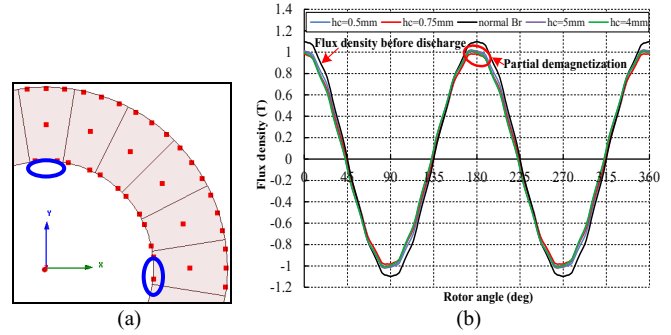 (b)
hc=0.5mm hc=0.75mm normal Br hc=5mm hc=4mm
1.2
1
0.8
0.6
0.4
0.2
0
-0.2
-0.4
-0.6
-0.8
-1
-1.2
Flux density (T)
Flux density before discharge
Partial demagnetization
0 45 90 135 180 225 270 315 360
Rotor angle (deg)
(a)
Y
X
(a) (b)